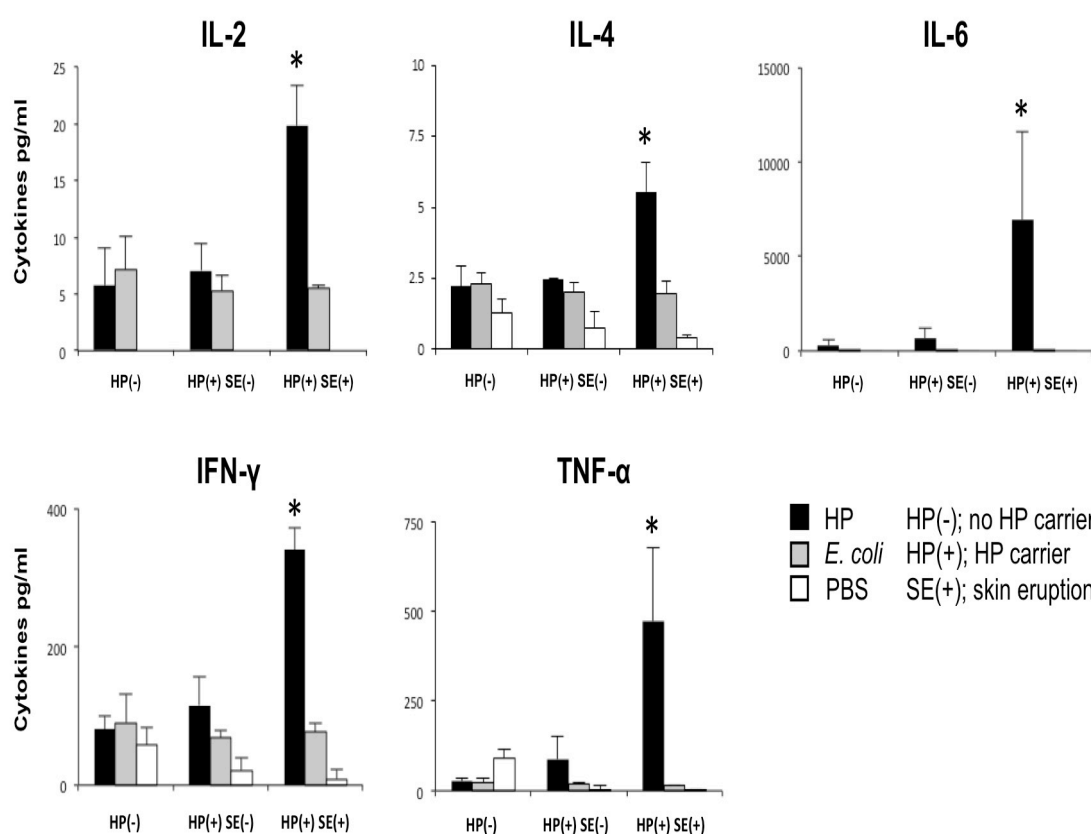 IL-2
IL-4
IL-6
Cytokines pg/ml
25
20
15
10
5
0
*
HP(-)
HP(+) SE(-)
HP(+) SE(+)
10
7.5
5
2.5
0
*
HP(-)
HP(+) SE(-)
HP(+) SE(+)
15000
10000
5000
0
*
HP(-)
HP(+) SE(-)
HP(+) SE(+)
IFN-γ
TNF-α
Cytokines pg/ml
400
200
0
*
HP(-)
HP(+) SE(-)
HP(+) SE(+)
750
500
250
0
*
HP(-)
HP(+) SE(-)
HP(+) SE(+)
HP HP(-); no HP carrier
E. coli HP(+); HP carrier
PBS SE(+); skin eruption